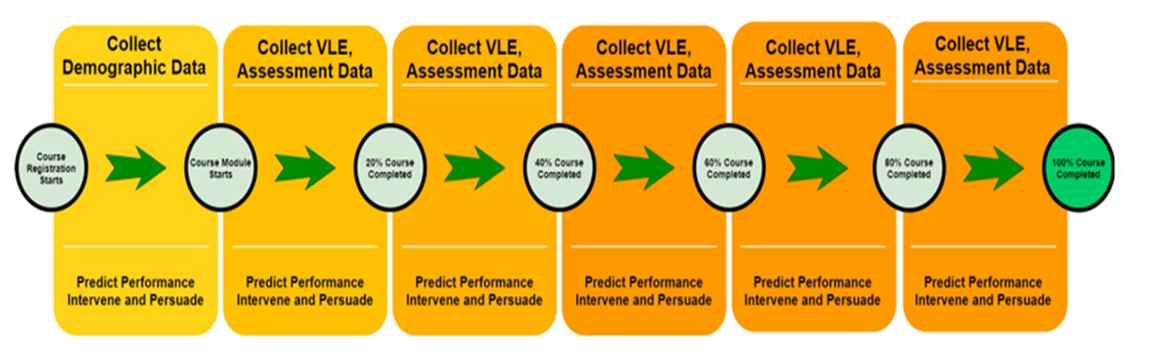 Collect
Demographic Data
Collect VLE,
Assessment Data
Collect VLE,
Assessment Data
Collect VLE,
Assessment Data
Collect VLE,
Assessment Data
Collect VLE,
Assessment Data
Course
Registration
Starts
Course Module
Starts
20% Course
Completed
40% Course
Completed
60% Course
Completed
80% Course
Completed
100% Course
Completed
Predict Performance
Intervene and Persuade
Predict Performance
Intervene and Persuade
Predict Performance
Intervene and Persuade
Predict Performance
Intervene and Persuade
Predict Performance
Intervene and Persuade
Predict Performance
Intervene and Persuade